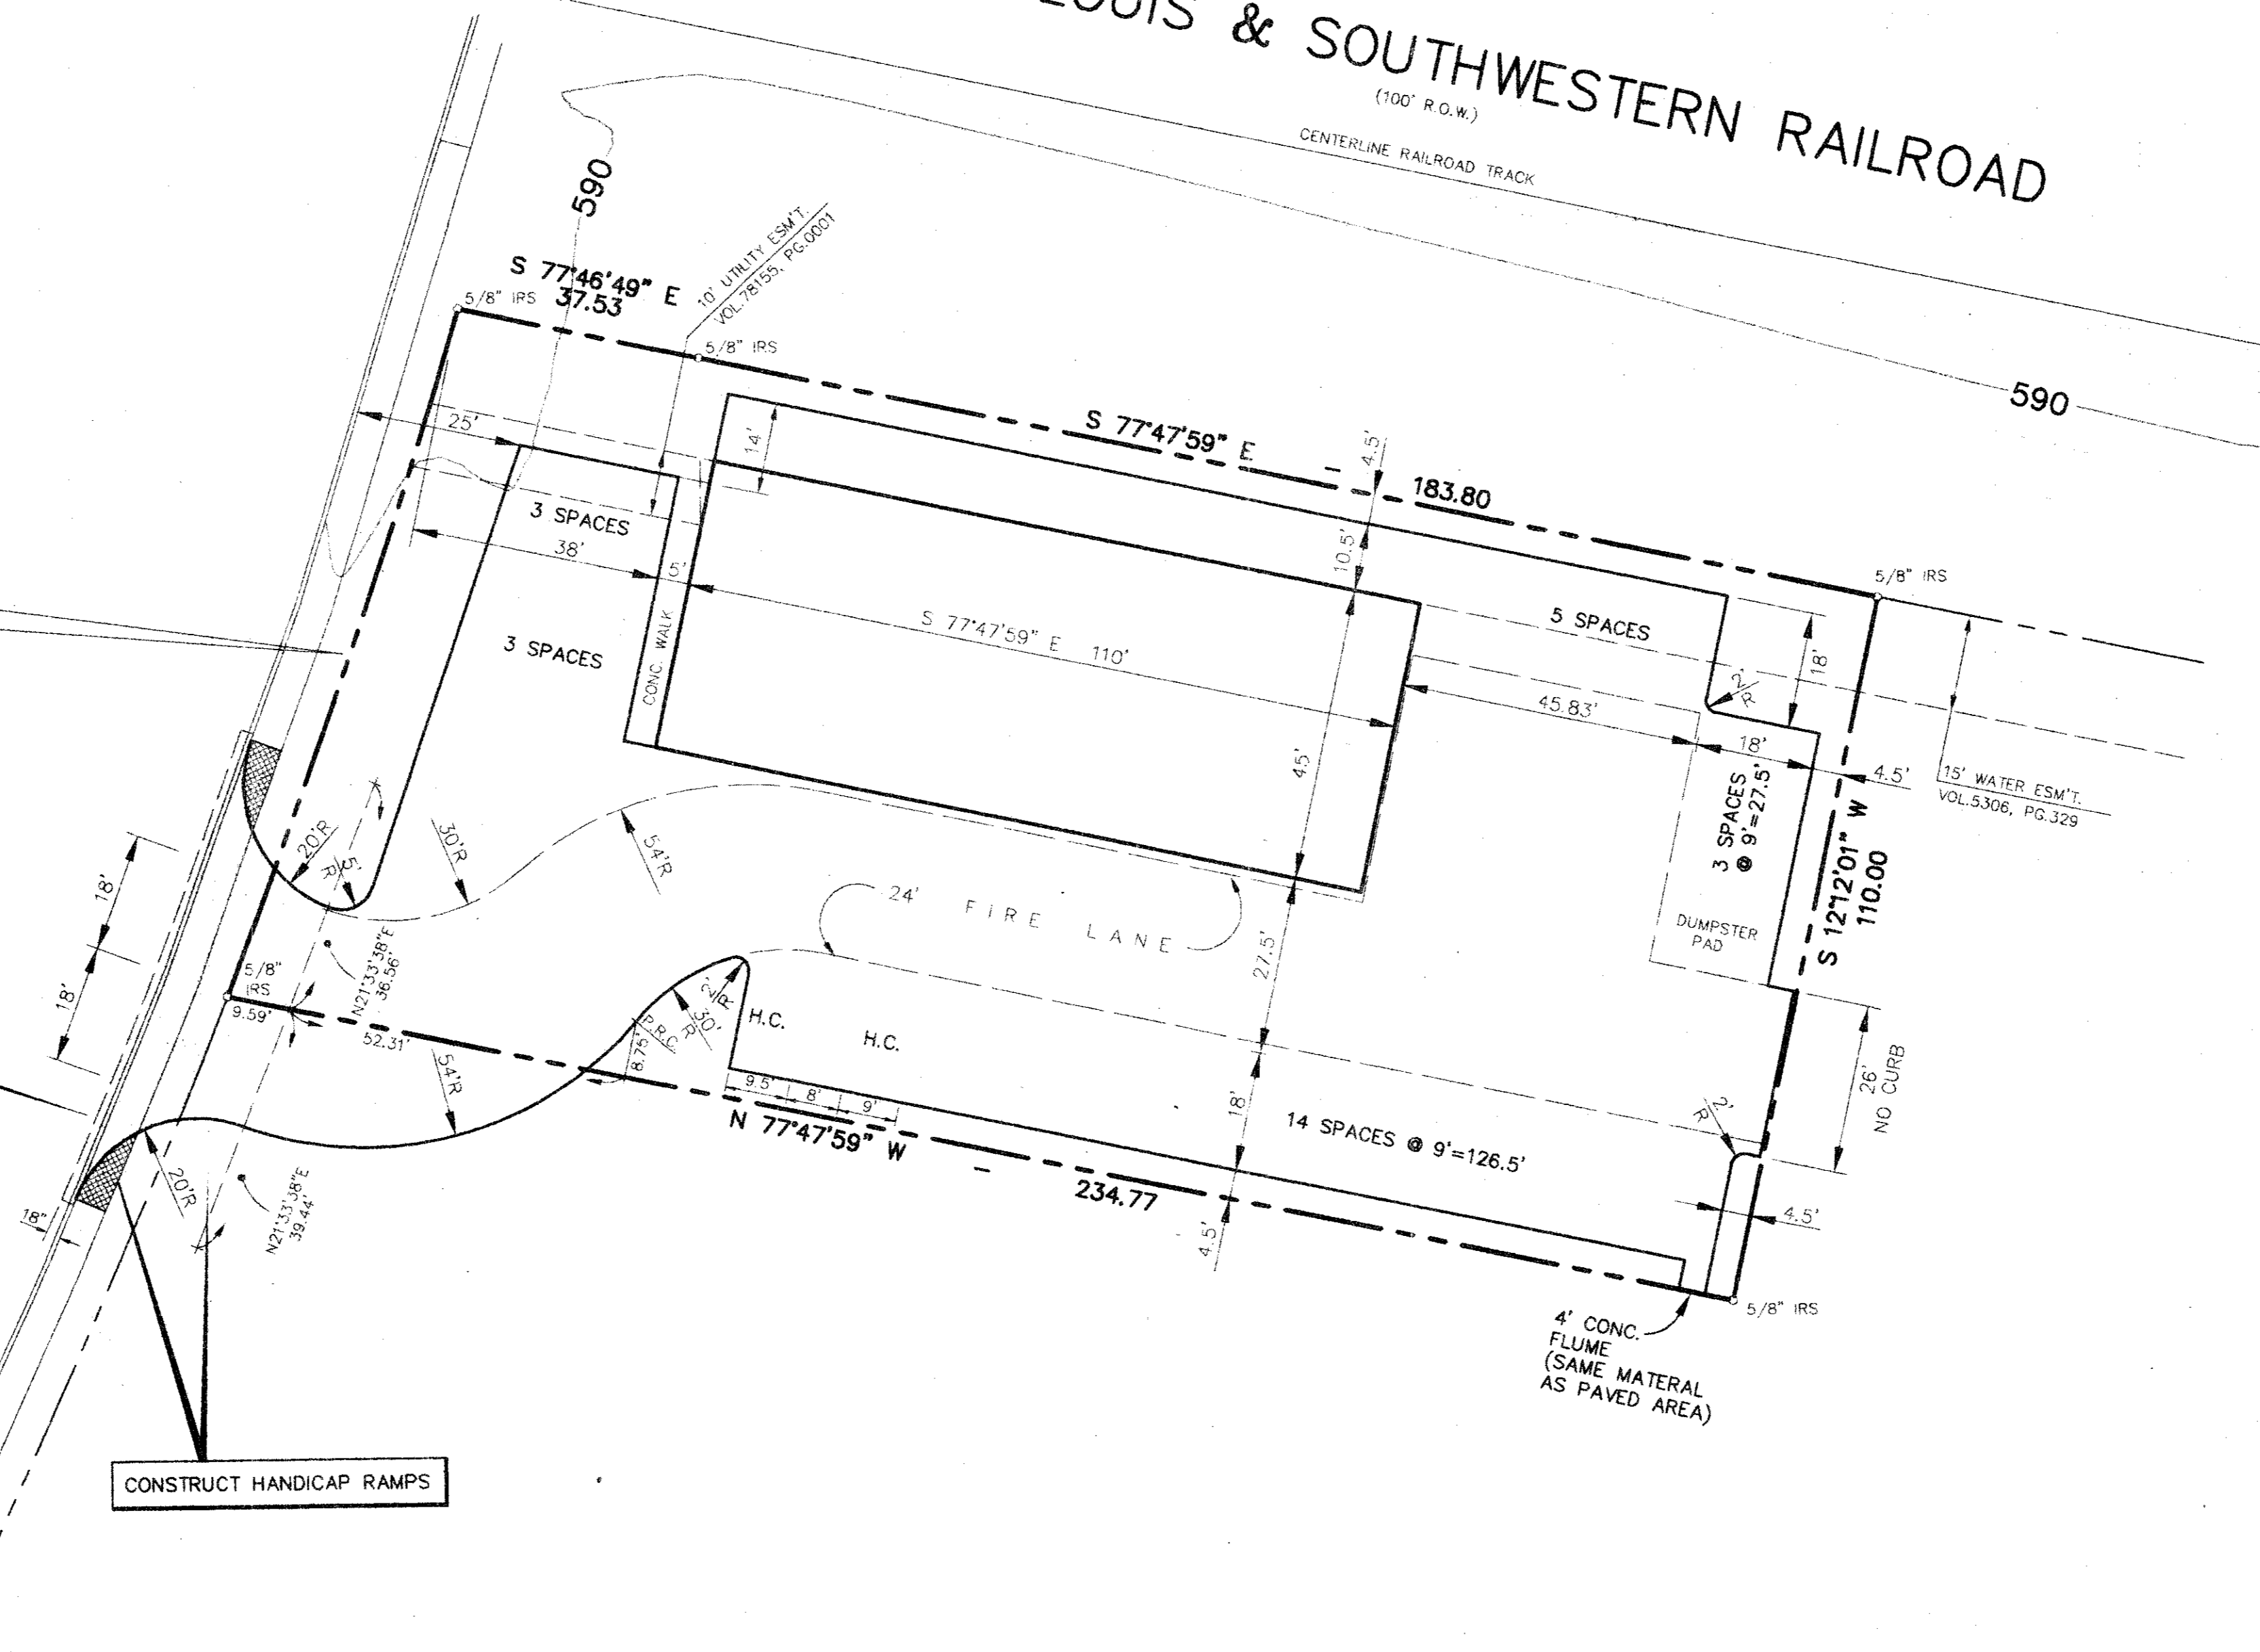 & SOUTHWESTERN RAILROAD
(100' R.O.W.)
CENTERLINE RAILROAD TRACK
590
10' UTILITY ESM'T.
VOL.78155, PG.0001
S 77°46'49" E
37.53
5/8" IRS
5/8" IRS
590
S 77°47'59" E
183.80
4.5'
25'
14'
3 SPACES
38'
5'
10.5'
5/8" IRS
5 SPACES
S 77°47'59" E 110'
3 SPACES
CONC. WALK
18'
2'
R
45.83'
18'
4.5'
45'
15' WATER ESM'T.
VOL.5306, PG.329
3 SPACES
@ 9'=27.5'
S 12°12'01" W
110.00
20'R
5'
R
30'R
54'R
18'
18'
24' FIRE LANE
DUMPSTER
PAD
N21°33'38"E
36.56'
5/8"
IRS
9.59'
52.31'
27.5'
2'
R
30'
R
P.R.C.
8.75'
H.C.
H.C.
54'R
9.5'
8'
9'
26'
NO CURB
2'
R
18'
14 SPACES @ 9'=126.5'
N 77°47'59" W
234.77
20'R
18"
N21°33'38"E
39.44'
4.5'
4.5'
5/8" IRS
4' CONC.
FLUME
(SAME MATERAL
AS PAVED AREA)
CONSTRUCT HANDICAP RAMPS